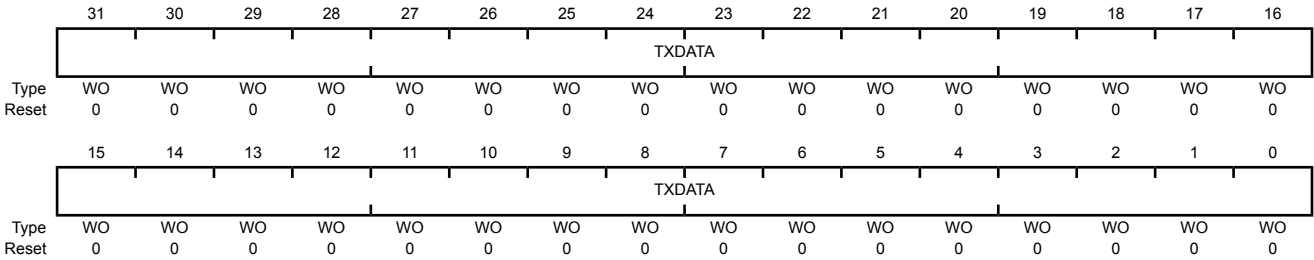 31 30 29 28 27 26 25 24 23 22 21 20 19 18 17 16
TXDATA
Type WO WO WO WO WO WO WO WO WO WO WO WO WO WO WO WO
Reset 0 0 0 0 0 0 0 0 0 0 0 0 0 0 0 0
15 14 13 12 11 10 9 8 7 6 5 4 3 2 1 0
TXDATA
Type WO WO WO WO WO WO WO WO WO WO WO WO WO WO WO WO
Reset 0 0 0 0 0 0 0 0 0 0 0 0 0 0 0 0